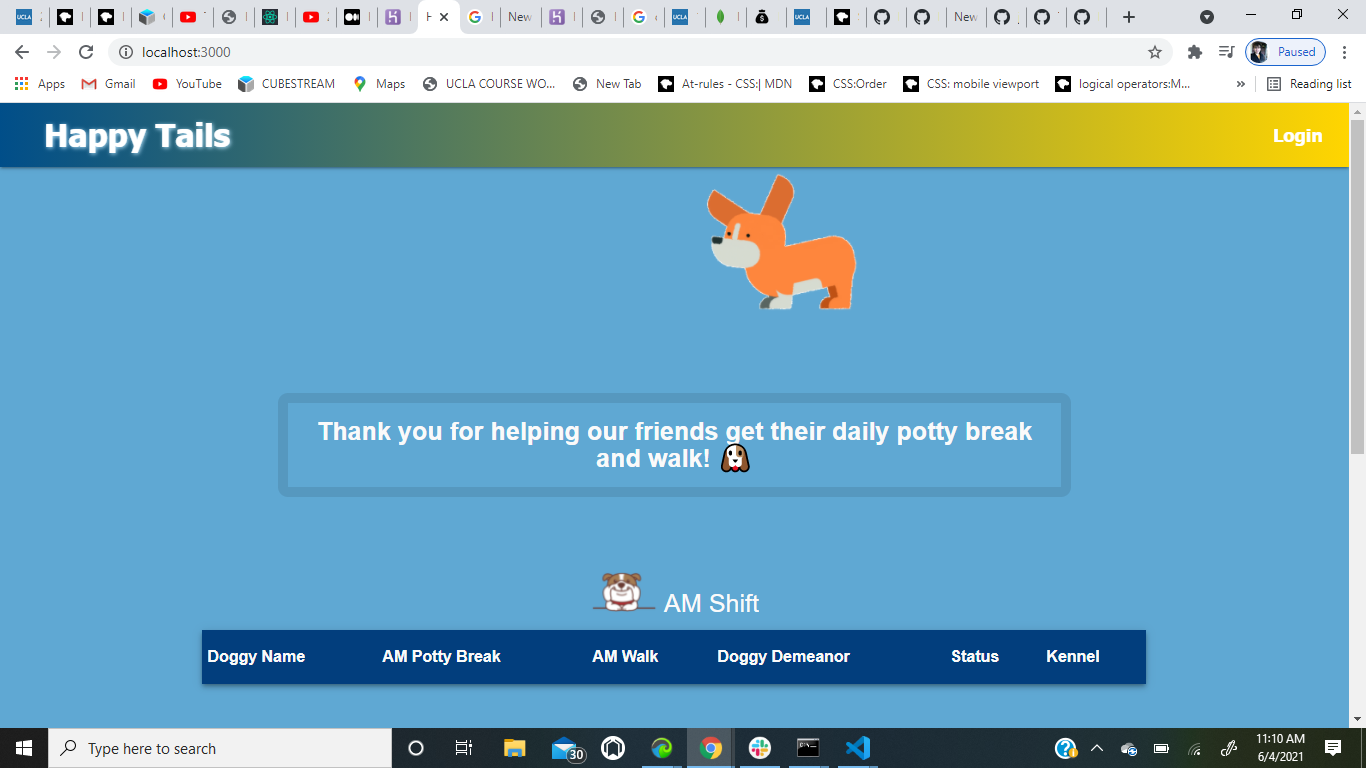 UCLA
New
UCLA
UCLA
New
localhost:3000
Paused
Apps
Gmail
YouTube
CUBESTREAM
Maps
UCLA COURSE WO...
New Tab
At-rules - CSS:| MDN
CSS:Order
CSS: mobile viewport
logical operators:M...
»
Reading list
Happy Tails
Login
Thank you for helping our friends get their daily potty break
and walk!
AM Shift
Doggy Name AM Potty Break AM Walk Doggy Demeanor Status Kennel
Type here to search
30
11:10 AM
6/4/2021